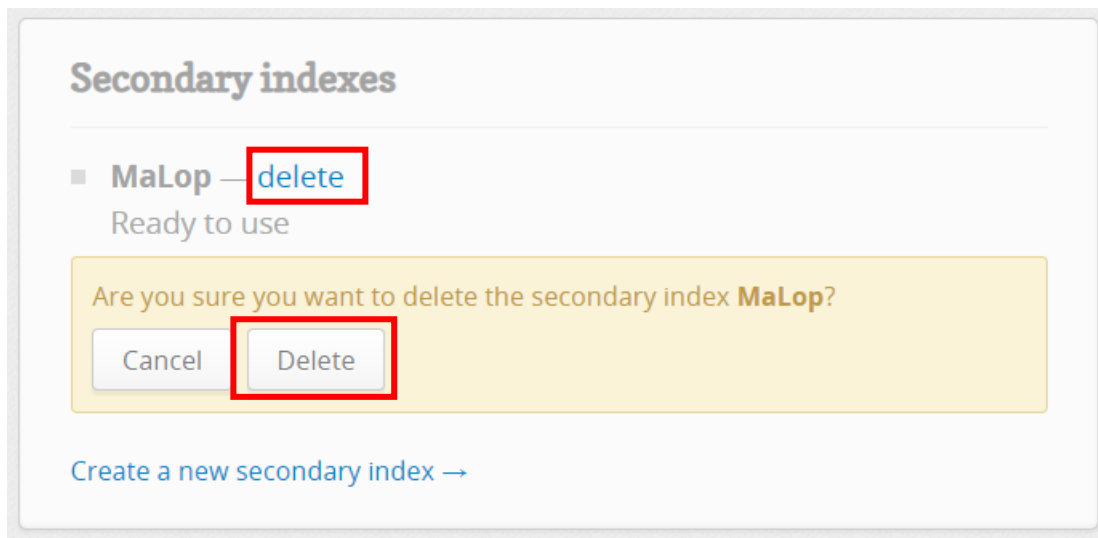 Secondary indexes
MaLop — delete
Ready to use
Are you sure you want to delete the secondary index MaLop?
Cancel Delete
Create a new secondary index →